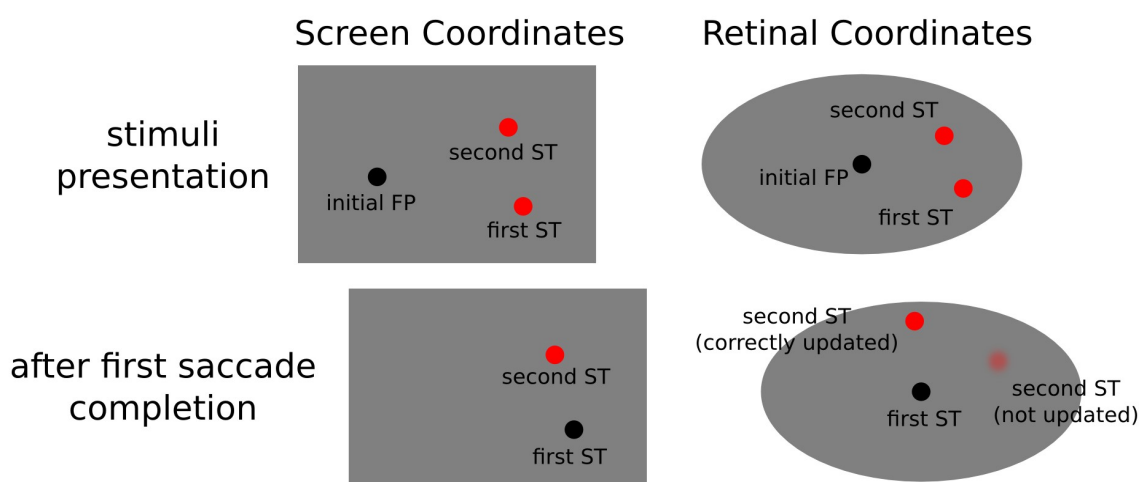 Screen Coordinates
Retinal Coordinates
stimuli
presentation
second ST
initial FP
first ST
second ST
initial FP
first ST
after first saccade
completion
second ST
first ST
second ST
(correctly updated)
first ST
second ST
(not updated)